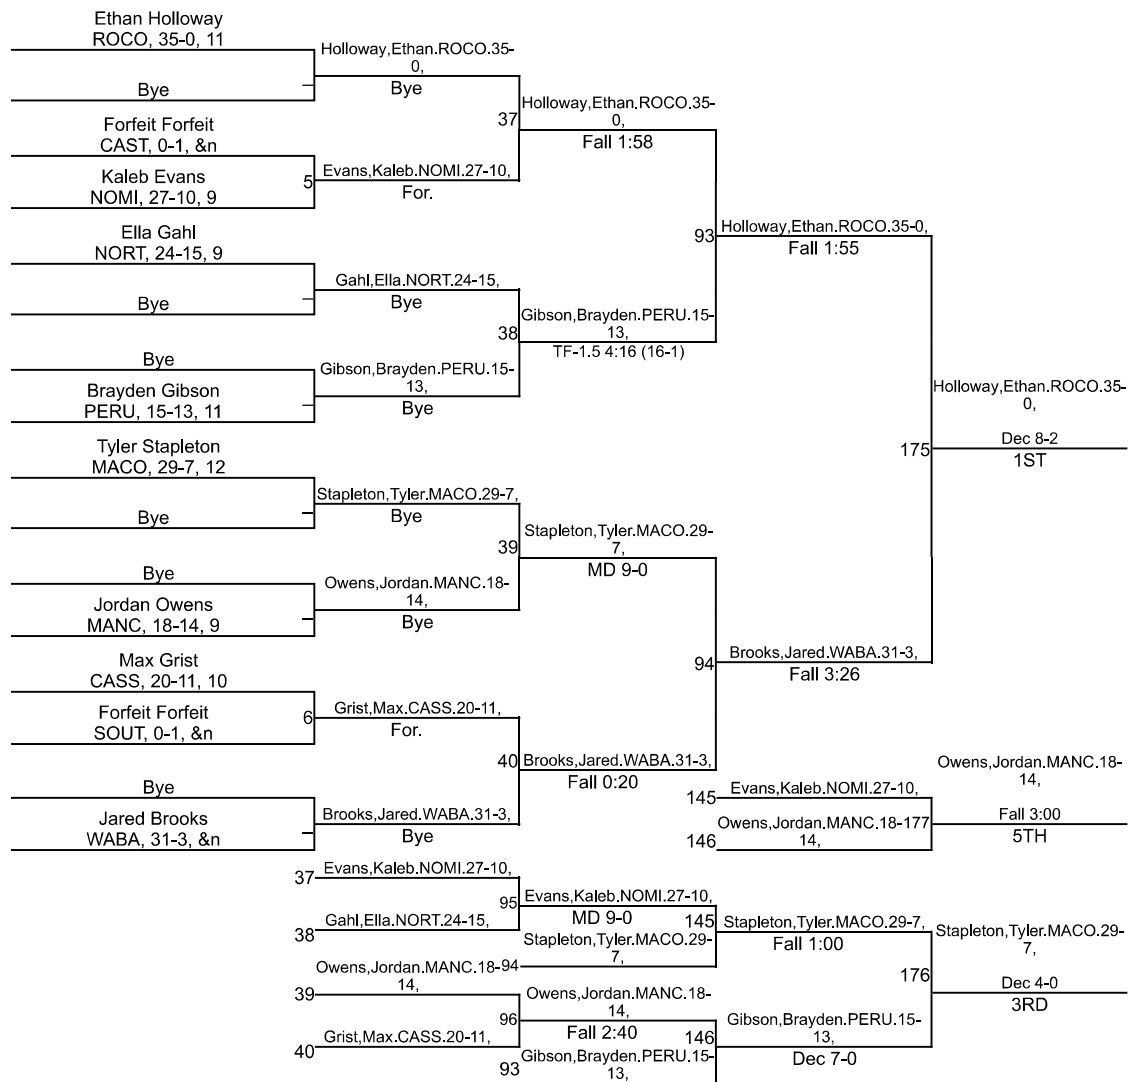 Ethan Holloway
ROCO, 35-0, 11
Holloway,Ethan.ROCO.35-
0,
Bye
Bye
37
Holloway,Ethan.ROCO.35-
0,
Fall 1:58
Forfeit Forfeit
CAST, 0-1, &n
5
Evans,Kaleb.NOMI.27-10,
For.
Kaleb Evans
NOMI, 27-10, 9
93
Holloway,Ethan.ROCO.35-0,
Fall 1:55
Ella Gahl
NORT, 24-15, 9
Gahl,Ella.NORT.24-15,
Bye
Bye
38
Gibson,Brayden.PERU.15-
13,
TF-1.5 4:16 (16-1)
Bye
Gibson,Brayden.PERU.15-
13,
Bye
Brayden Gibson
PERU, 15-13, 11
Holloway,Ethan.ROCO.35-
0,
175
Dec 8-2
1ST
Tyler Stapleton
MACO, 29-7, 12
Stapleton,Tyler.MACO.29-7,
Bye
Bye
39
Stapleton,Tyler.MACO.29-
7,
MD 9-0
Bye
Owens,Jordan.MANC.18-
14,
Bye
Jordan Owens
MANC, 18-14, 9
94
Brooks,Jared.WABA.31-3,
Fall 3:26
Max Grist
CASS, 20-11, 10
6
Grist,Max.CASS.20-11,
For.
Forfeit Forfeit
SOUT, 0-1, &n
40
Brooks,Jared.WABA.31-3,
Fall 0:20
Bye
Brooks,Jared.WABA.31-3,
Bye
Jared Brooks
WABA, 31-3, &n
145
Evans,Kaleb.NOMI.27-10,
146
Owens,Jordan.MANC.18-
14,
177
Owens,Jordan.MANC.18-
14,
Fall 3:00
5TH
37
Evans,Kaleb.NOMI.27-10,
95
Evans,Kaleb.NOMI.27-10,
MD 9-0
38
Gahl,Ella.NORT.24-15,
145
Stapleton,Tyler.MACO.29-7,
Fall 1:00
94
Stapleton,Tyler.MACO.29-
7,
176
Stapleton,Tyler.MACO.29-
7,
Dec 4-0
3RD
39
Owens,Jordan.MANC.18-
14,
96
Owens,Jordan.MANC.18-
14,
Fall 2:40
40
Grist,Max.CASS.20-11,
146
Gibson,Brayden.PERU.15-
13,
Dec 7-0
93
Gibson,Brayden.PERU.15-
13,